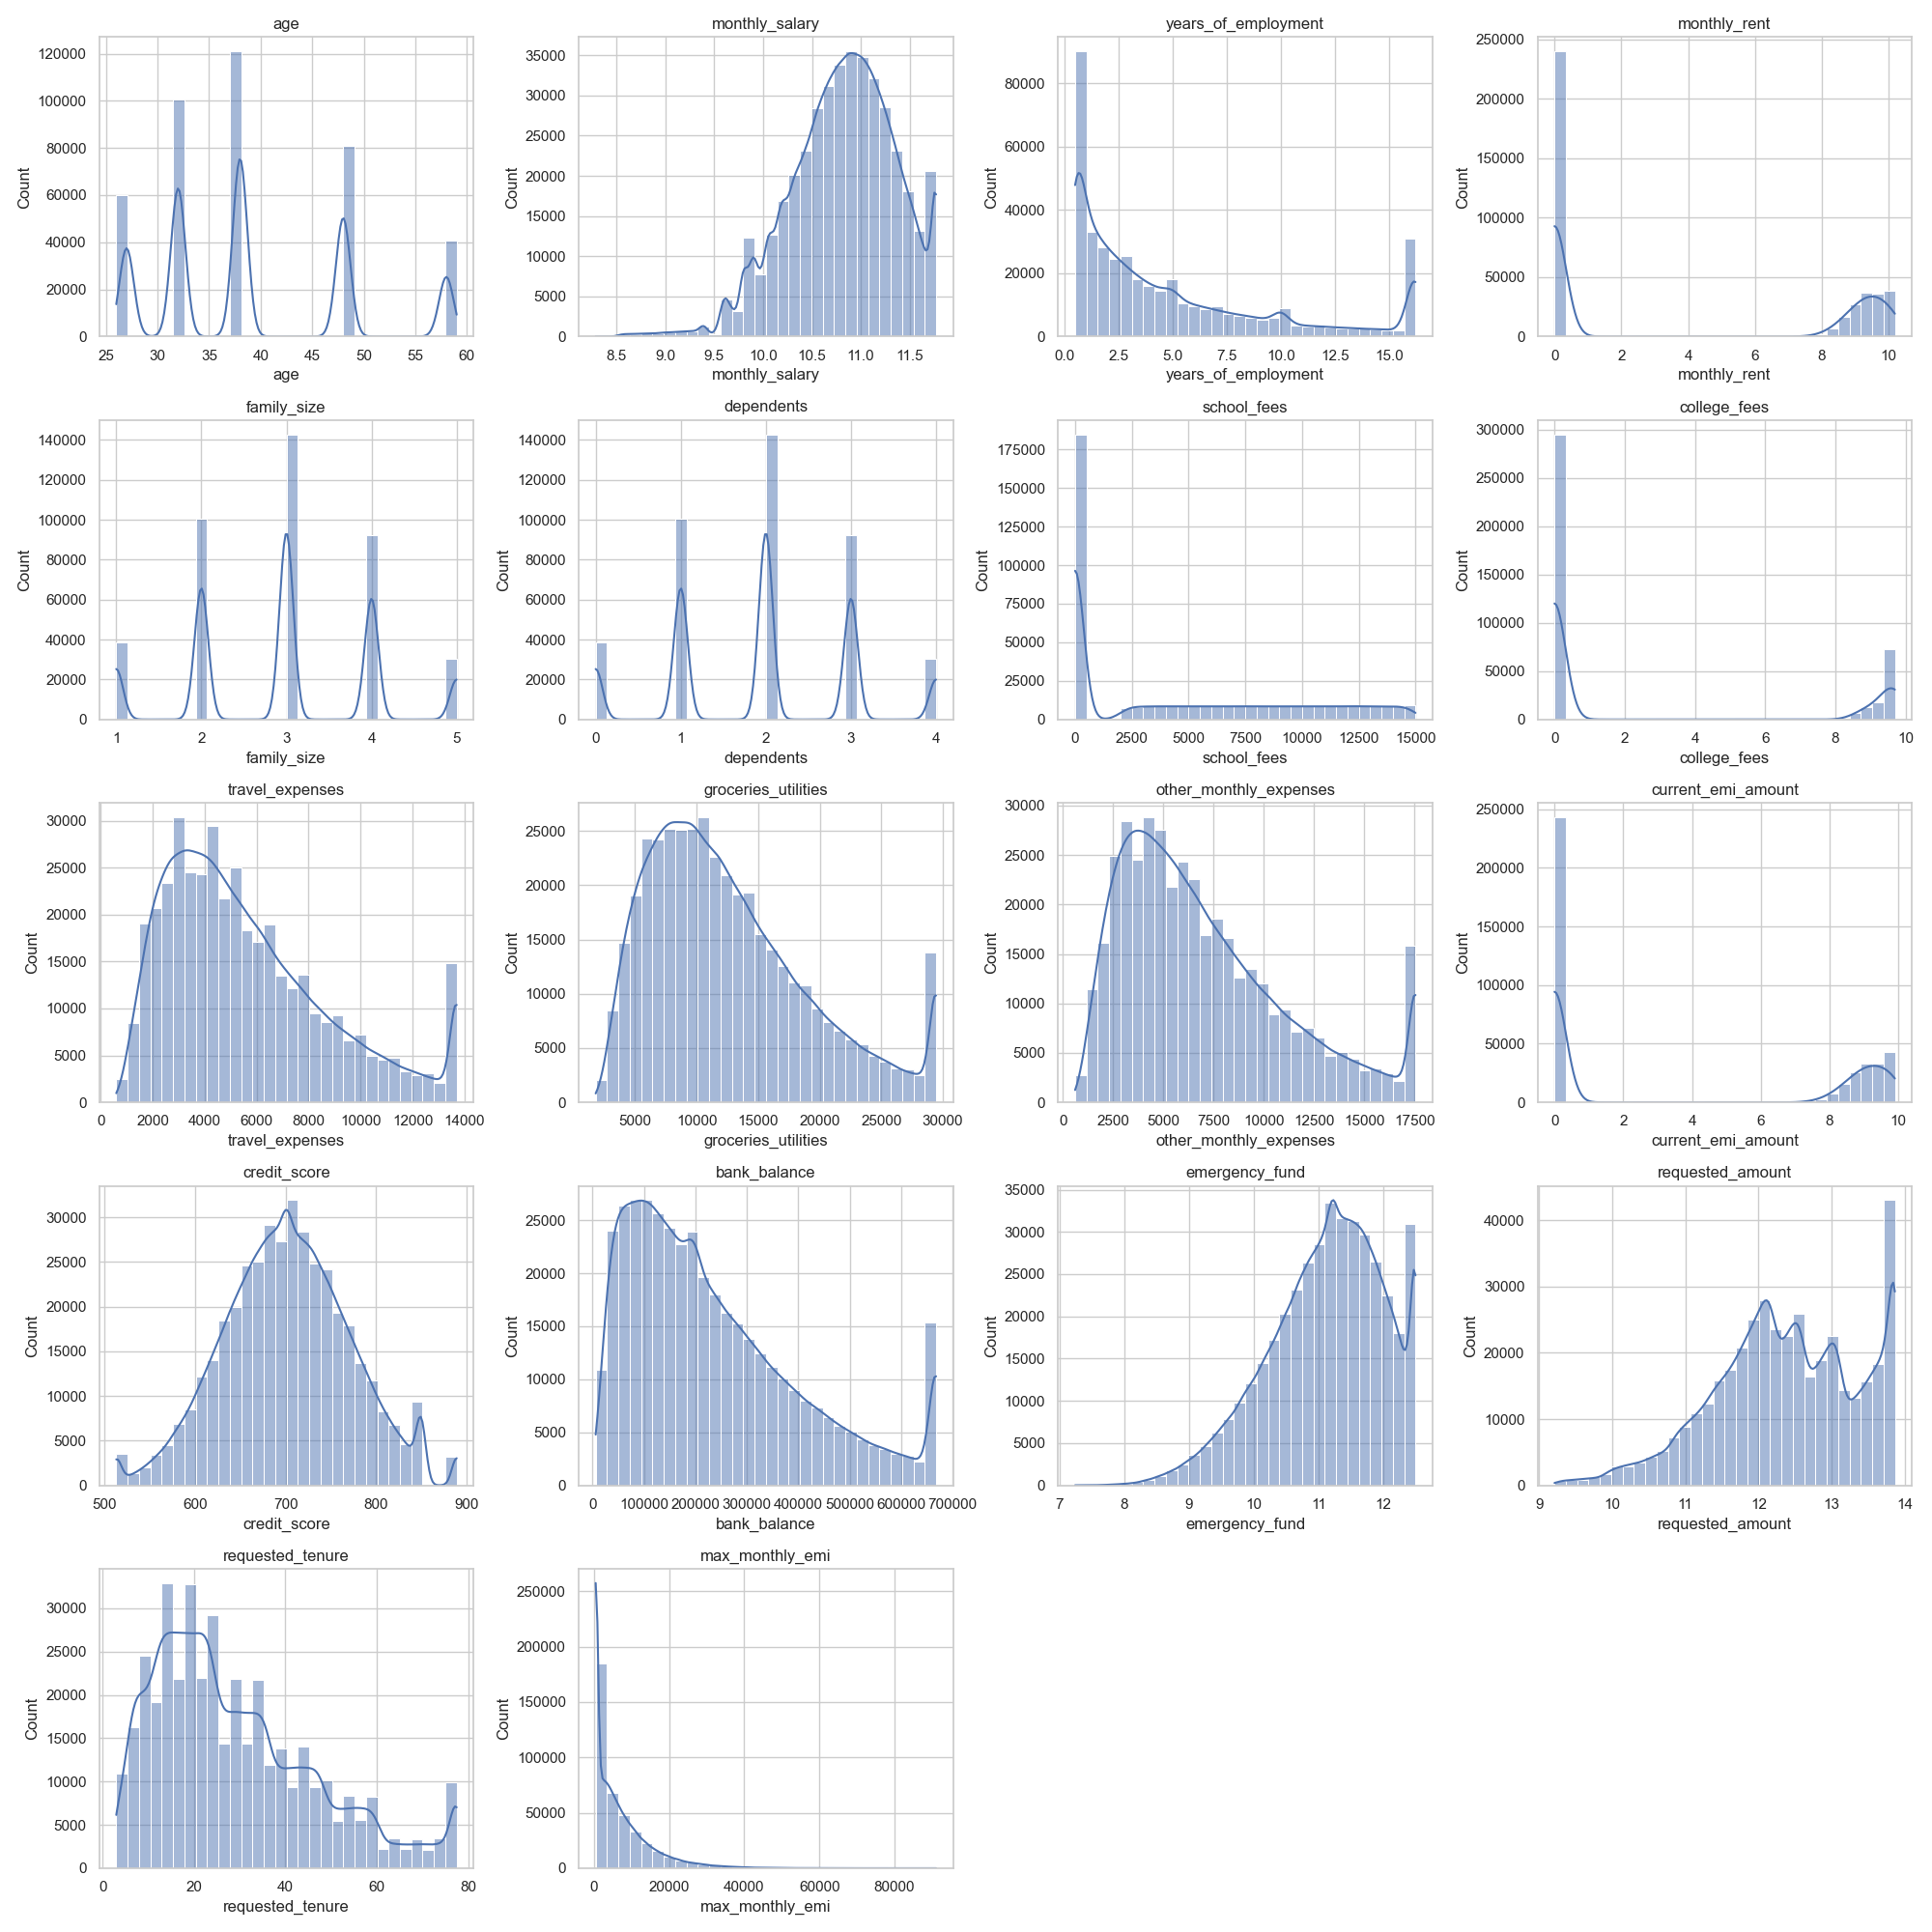 age
monthly_salary
years_of_employment
monthly_rent
120000
100000
80000
60000
40000
20000
0
Count
25 30 35 40 45 50 55 60
age
35000
30000
25000
20000
15000
10000
5000
0
Count
8.5 9.0 9.5 10.0 10.5 11.0 11.5
monthly_salary
80000
60000
40000
20000
0
Count
0.0 2.5 5.0 7.5 10.0 12.5 15.0
years_of_employment
250000
200000
150000
100000
50000
0
Count
0 2 4 6 8 10
monthly_rent
family_size
dependents
school_fees
college_fees
140000
120000
100000
80000
60000
40000
20000
0
Count
1 2 3 4 5
family_size
140000
120000
100000
80000
60000
40000
20000
0
Count
0 1 2 3 4
dependents
175000
150000
125000
100000
75000
50000
25000
0
Count
0 2500 5000 7500 10000 12500 15000
school_fees
300000
250000
200000
150000
100000
50000
0
Count
0 2 4 6 8 10
college_fees
travel_expenses
groceries_utilities
other_monthly_expenses
current_emi_amount
30000
25000
20000
15000
10000
5000
0
Count
0 2000 4000 6000 8000 10000 12000 14000
travel_expenses
25000
20000
15000
10000
5000
0
Count
5000 10000 15000 20000 25000 30000
groceries_utilities
30000
25000
20000
15000
10000
5000
0
Count
0 2500 5000 7500 10000 12500 15000 17500
other_monthly_expenses
250000
200000
150000
100000
50000
0
Count
0 2 4 6 8 10
current_emi_amount
credit_score
bank_balance
emergency_fund
requested_amount
30000
25000
20000
15000
10000
5000
0
Count
500 600 700 800 900
credit_score
25000
20000
15000
10000
5000
0
Count
0 100000 200000 300000 400000 500000 600000 700000
bank_balance
35000
30000
25000
20000
15000
10000
5000
0
Count
7 8 9 10 11 12
emergency_fund
40000
30000
20000
10000
0
Count
9 10 11 12 13 14
requested_amount
requested_tenure
max_monthly_emi
30000
25000
20000
15000
10000
5000
0
Count
0 20 40 60 80
requested_tenure
250000
200000
150000
100000
50000
0
Count
0 20000 40000 60000 80000
max_monthly_emi